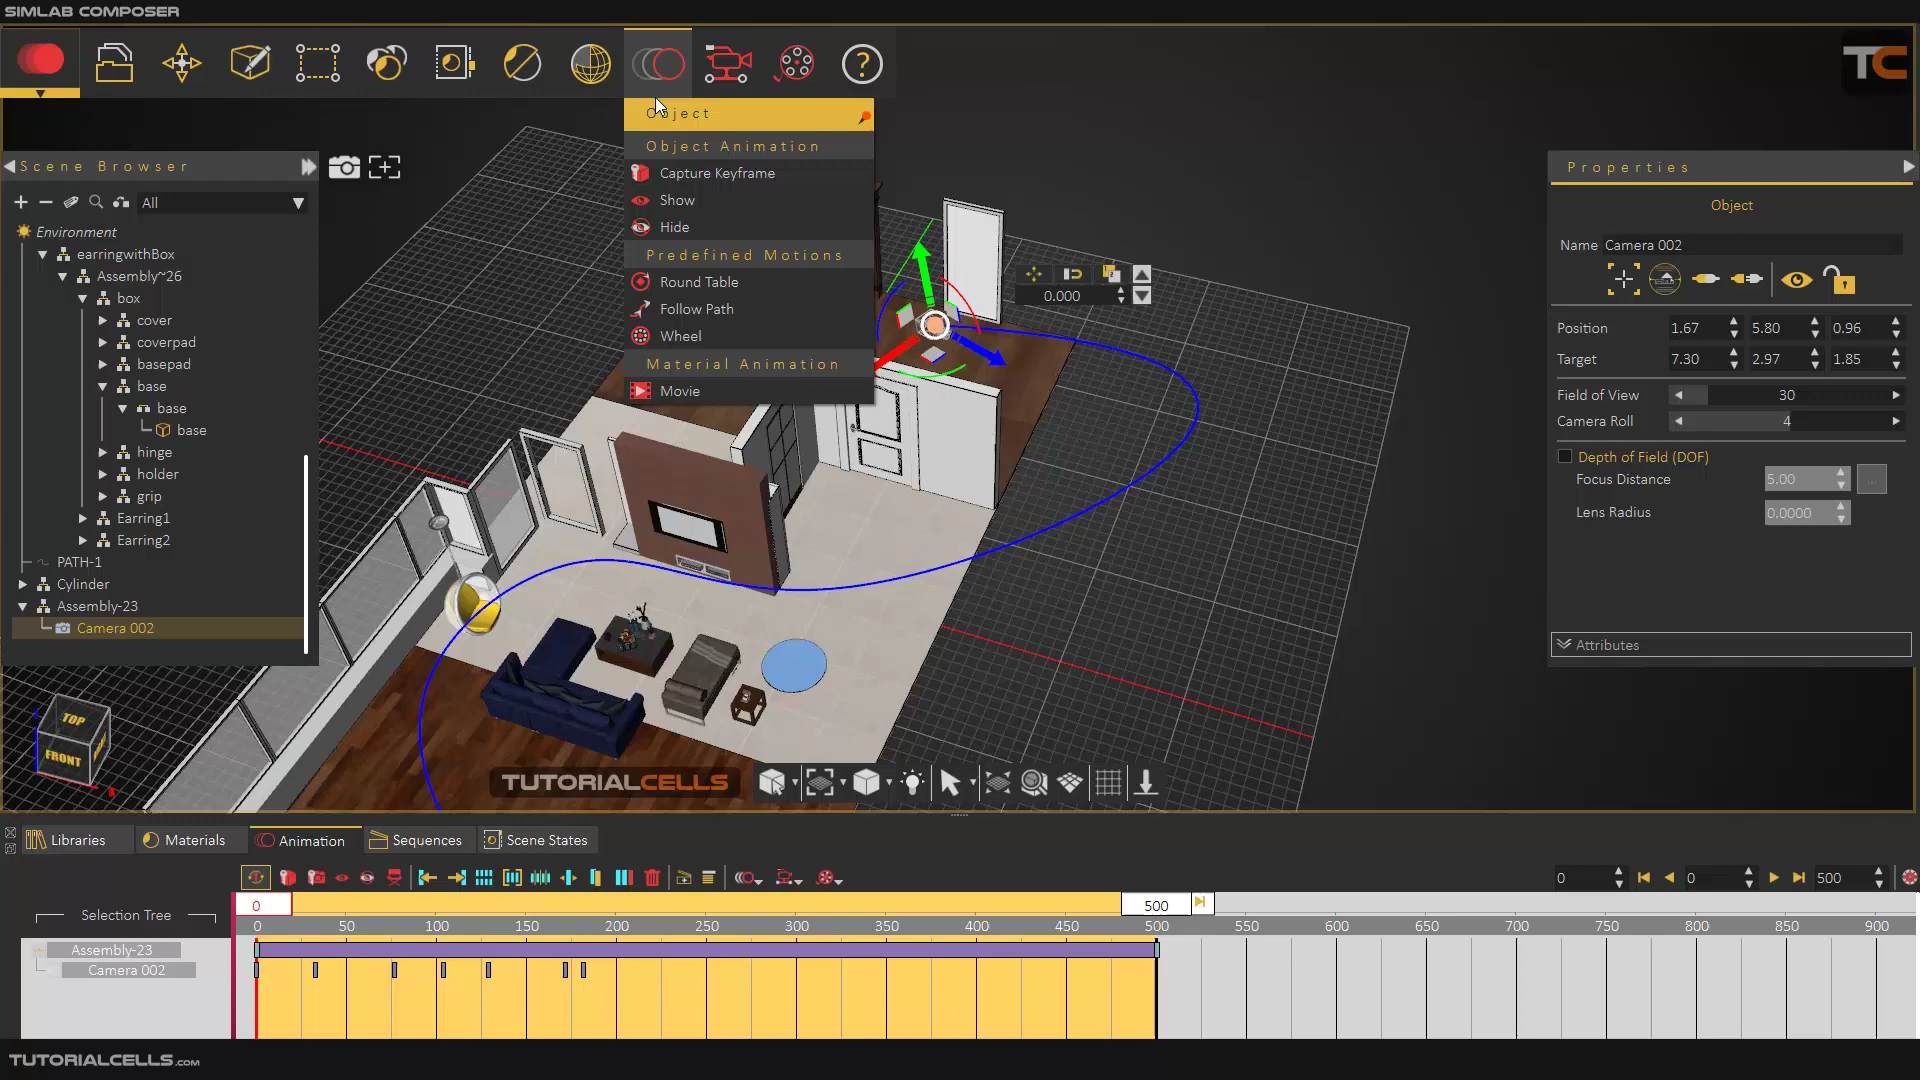 SIMLAB COMPOSER
TC
Object
Object Animation
Capture Keyframe
Show
Hide
Predefined Motions
Round Table
Follow Path
Wheel
Material Animation
Movie
Scene Browser
All
Environment
earringwithBox
Assembly~26
box
cover
coverpad
basepad
base
base
base
hinge
holder
grip
Earring1
Earring2
PATH-1
Cylinder
Assembly-23
Camera 002
0.000
Properties
Object
Name Camera 002
Position 1.67 5.80 0.96
Target 7.30 2.97 1.85
Field of View 30
Camera Roll 4
Depth of Field (DOF)
Focus Distance 5.00 ...
Lens Radius 0.0000
Attributes
TOP
FRONT
TUTORIALCELLS
Libraries Materials Animation Sequences Scene States
0 0 500
Selection Tree
Assembly-23
Camera 002
0 500
0 50 100 150 200 250 300 350 400 450 500 550 600 650 700 750 800 850 900
TUTORIALCELLS.COM